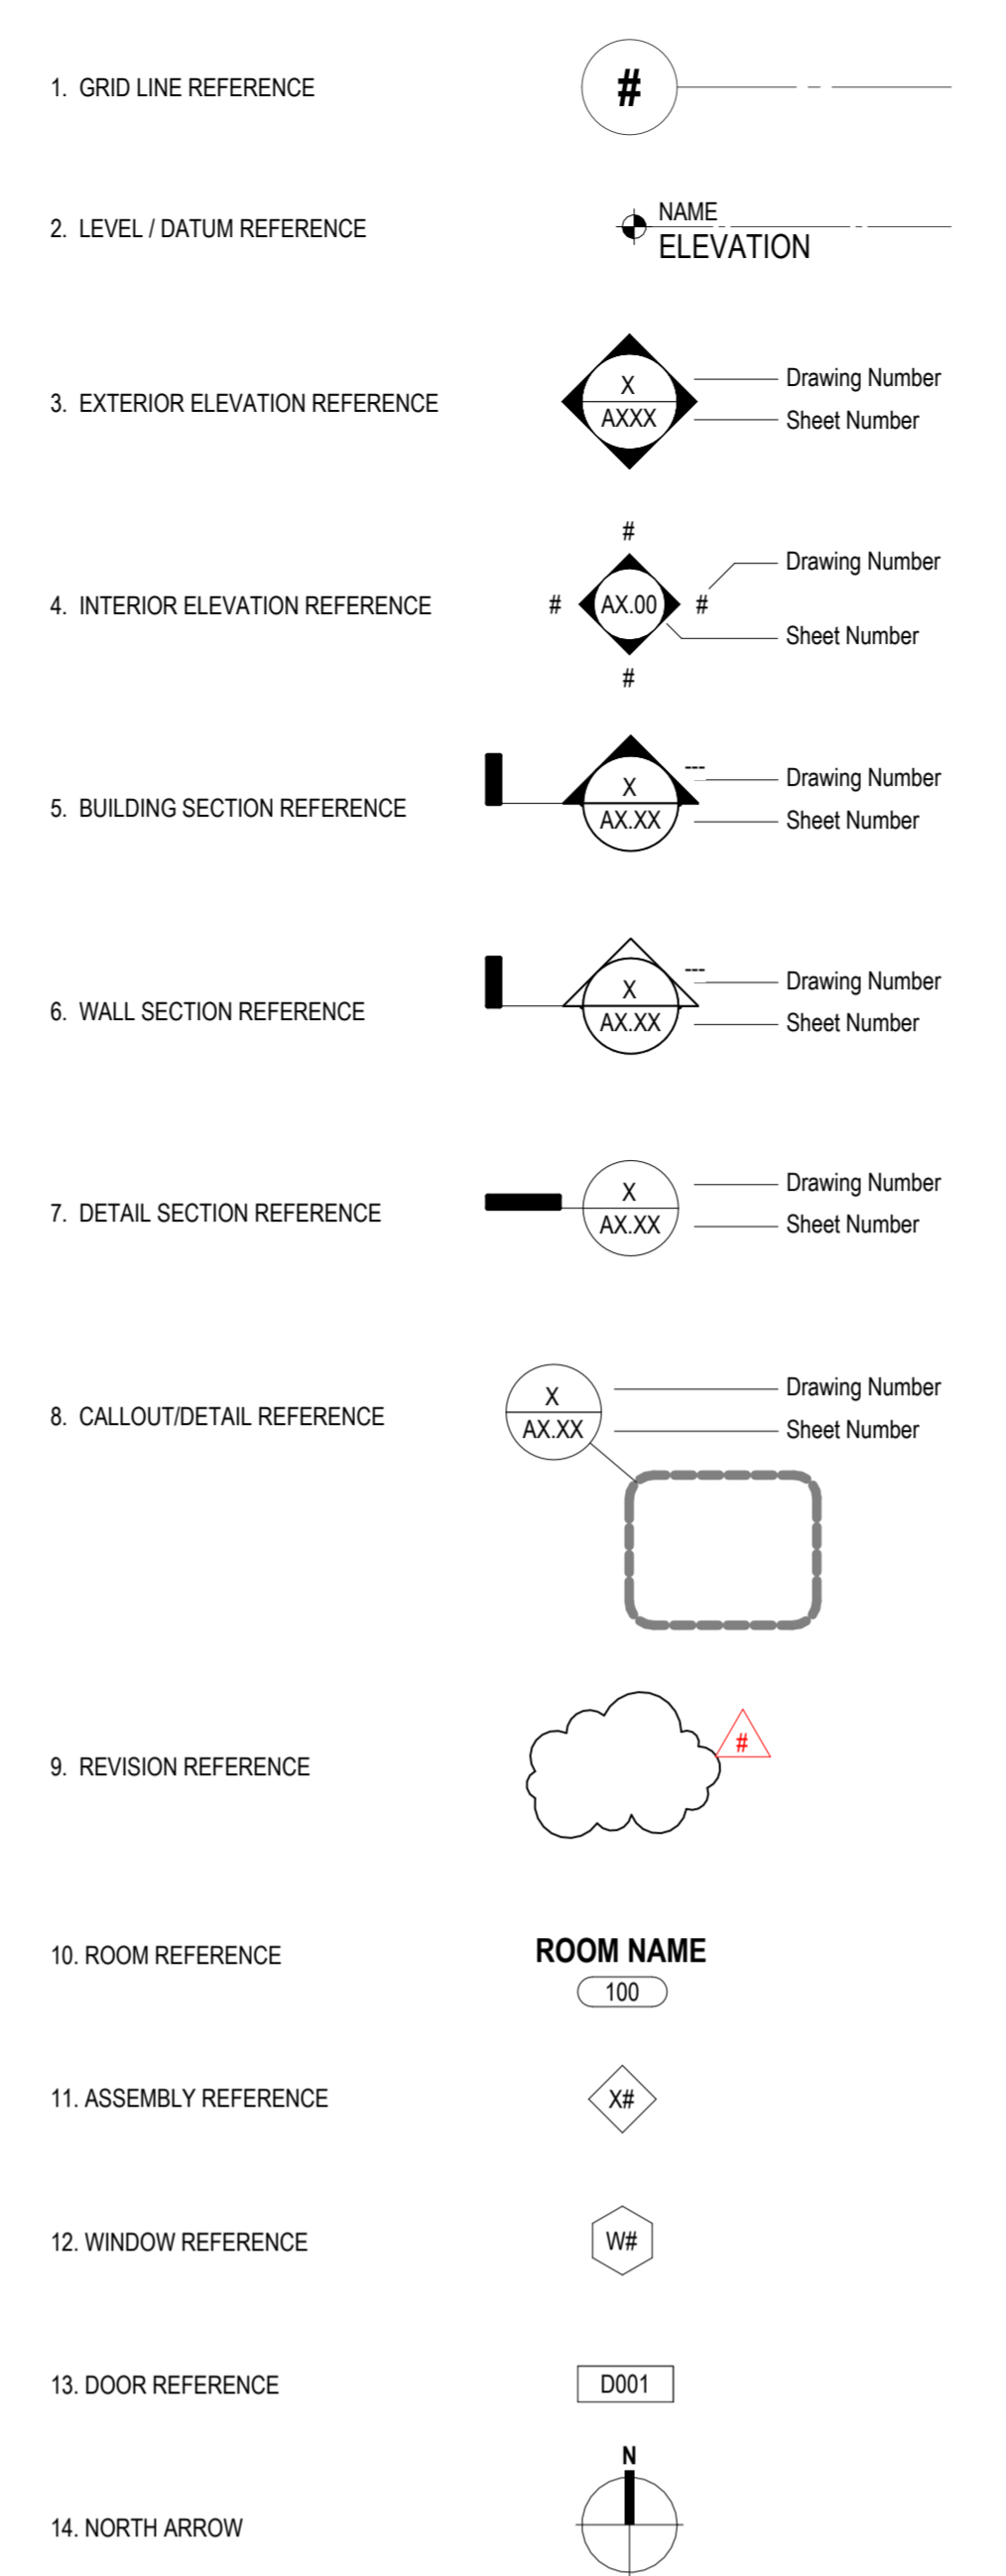 1. GRID LINE REFERENCE
#
2. LEVEL / DATUM REFERENCE
NAME
ELEVATION
3. EXTERIOR ELEVATION REFERENCE
X
AXXX
Drawing Number
Sheet Number
4. INTERIOR ELEVATION REFERENCE
#
# AX.00 #
#
Drawing Number
Sheet Number
5. BUILDING SECTION REFERENCE
X
AX.XX
---
Drawing Number
Sheet Number
6. WALL SECTION REFERENCE
X
AX.XX
---
Drawing Number
Sheet Number
7. DETAIL SECTION REFERENCE
X
AX.XX
Drawing Number
Sheet Number
8. CALLOUT/DETAIL REFERENCE
X
AX.XX
Drawing Number
Sheet Number
9. REVISION REFERENCE
#
10. ROOM REFERENCE
ROOM NAME
100
11. ASSEMBLY REFERENCE
X#
12. WINDOW REFERENCE
W#
13. DOOR REFERENCE
D001
14. NORTH ARROW
N